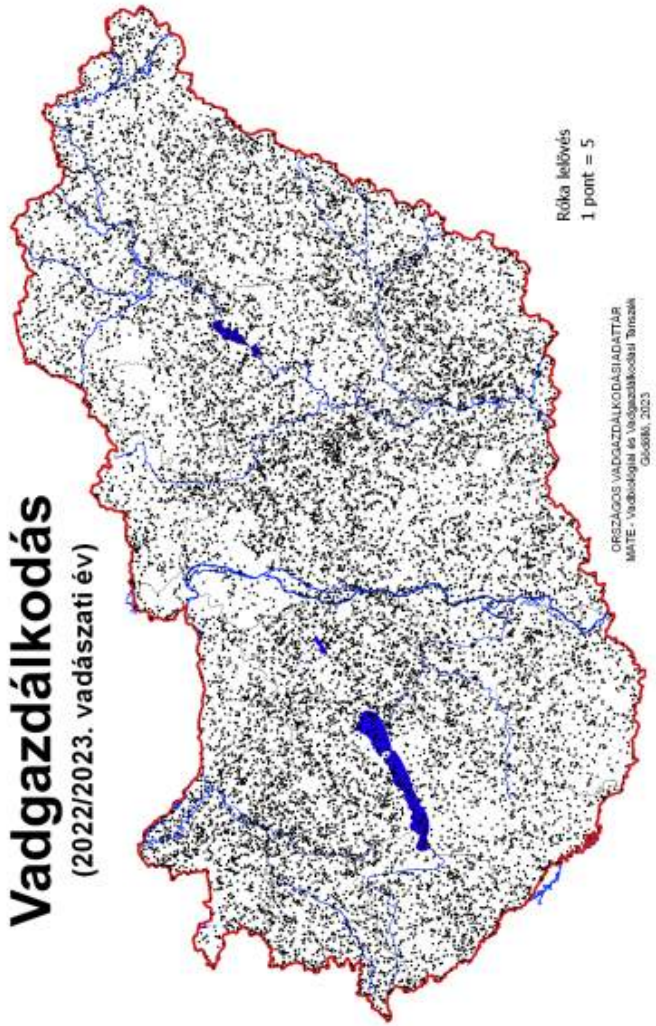 Vadgazdálkodás
(2022/2023. vadászati év)
Róka lelövés
1 pont = 5
ORSZÁGOS VADGAZDÁLKODÁSI ADATTÁR
MATE - Vadbiológiai és Vadgazdálkodási Tanszék
Gödöllő, 2023